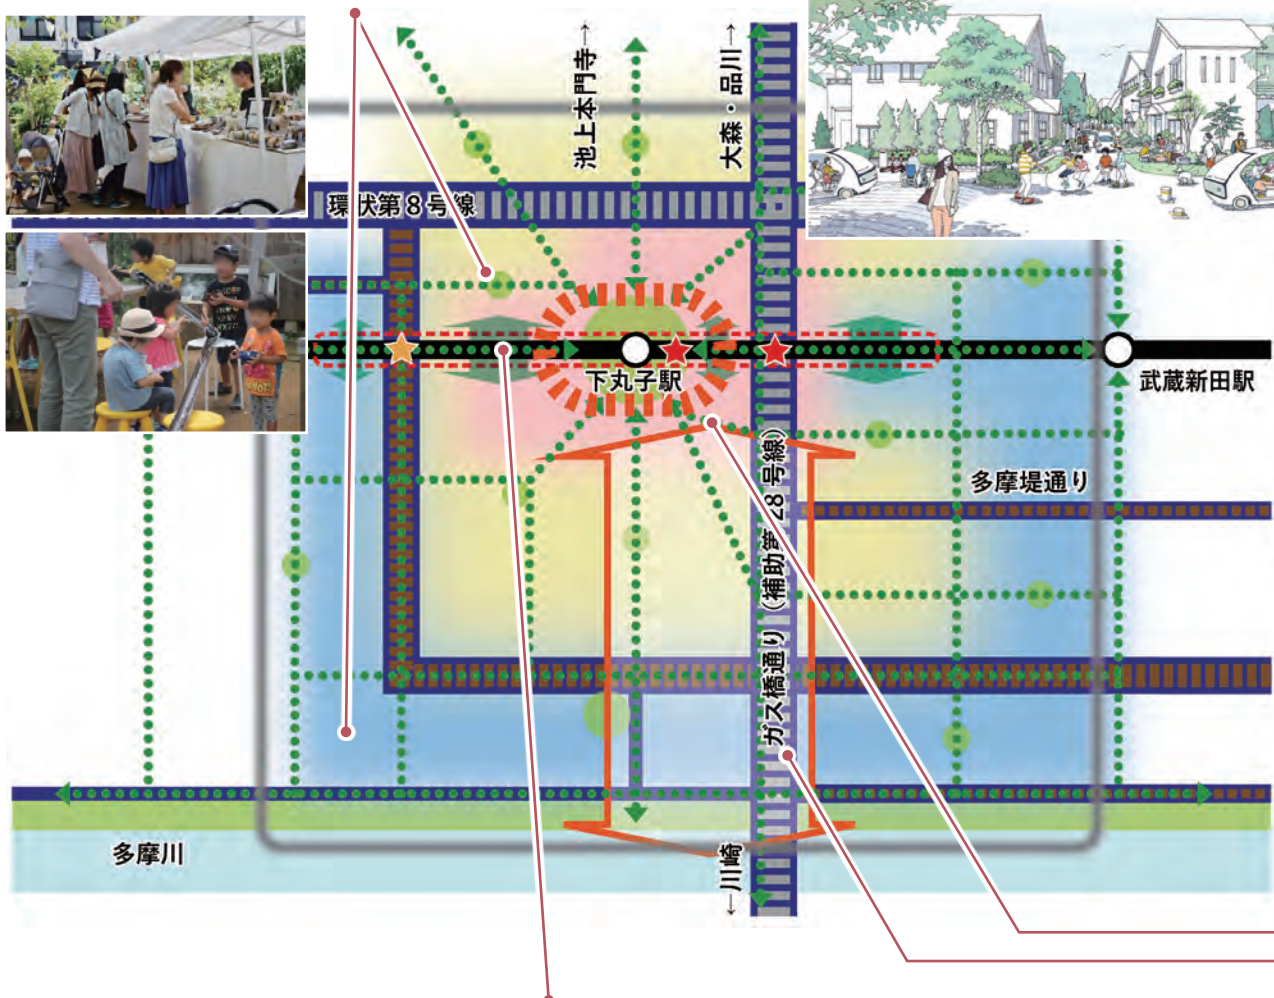 池上本門寺→
大森・品川→
環状第8号線
下丸子駅
武蔵新田駅
多摩堤通り
ガス橋通り（補助第28号線）
多摩川
←川崎